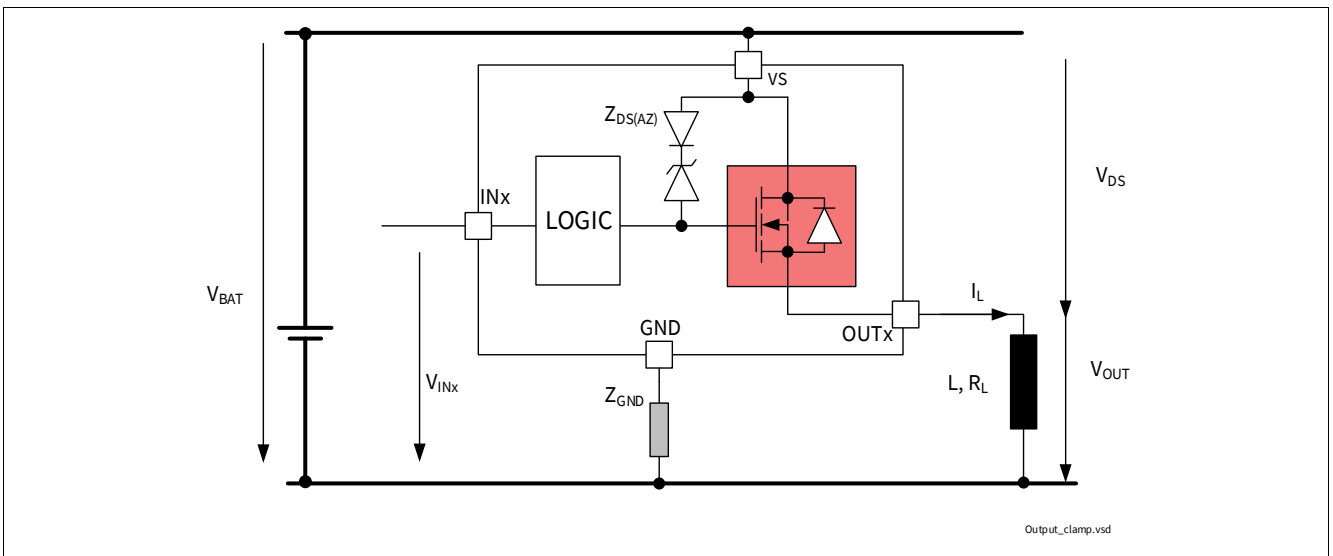 VS
ZDS(AZ)
VDS
INx
LOGIC
VBAT
IL
GND
OUTx
VINx
ZGND
L, RL
VOUT
Output_clamp.vsd